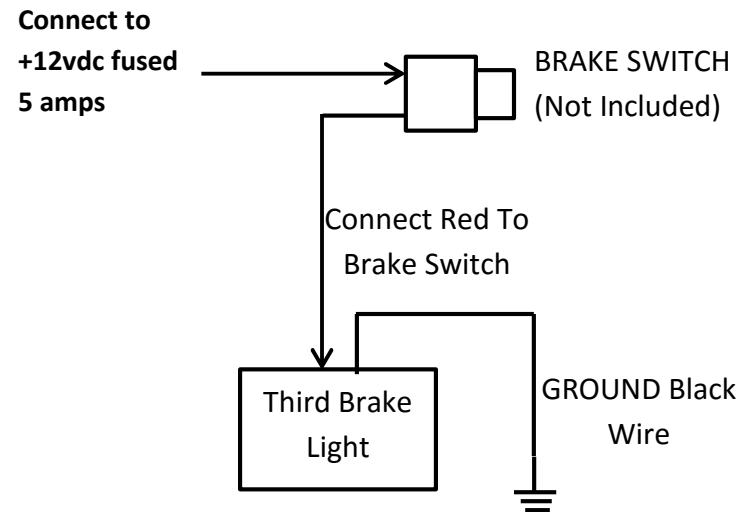 Connect to
+12vdc fused
5 amps
BRAKE SWITCH
(Not Included)
Connect Red To
Brake Switch
Third Brake
Light
GROUND Black
Wire